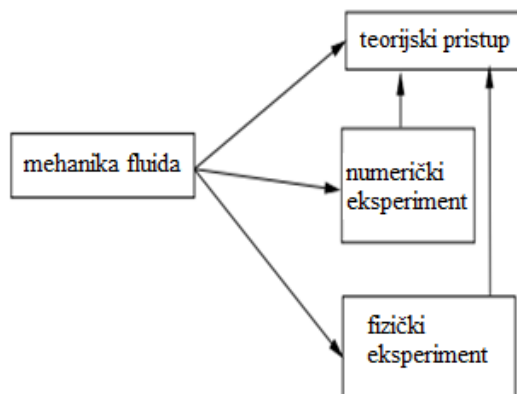 teorijski pristup
mehanika fluida
numerički
eksperiment
fizički
eksperiment